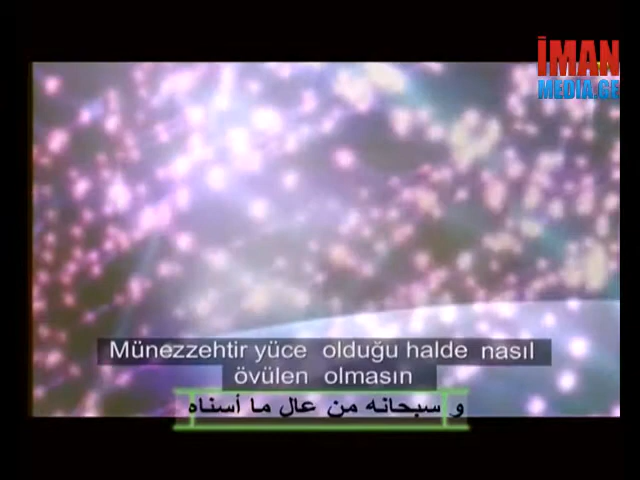 İMAN
MEDİA.GE
Münezzehtir yüce olduğu halde nasıl
övülen olmasın
و سبحانه من عال ما أسناه